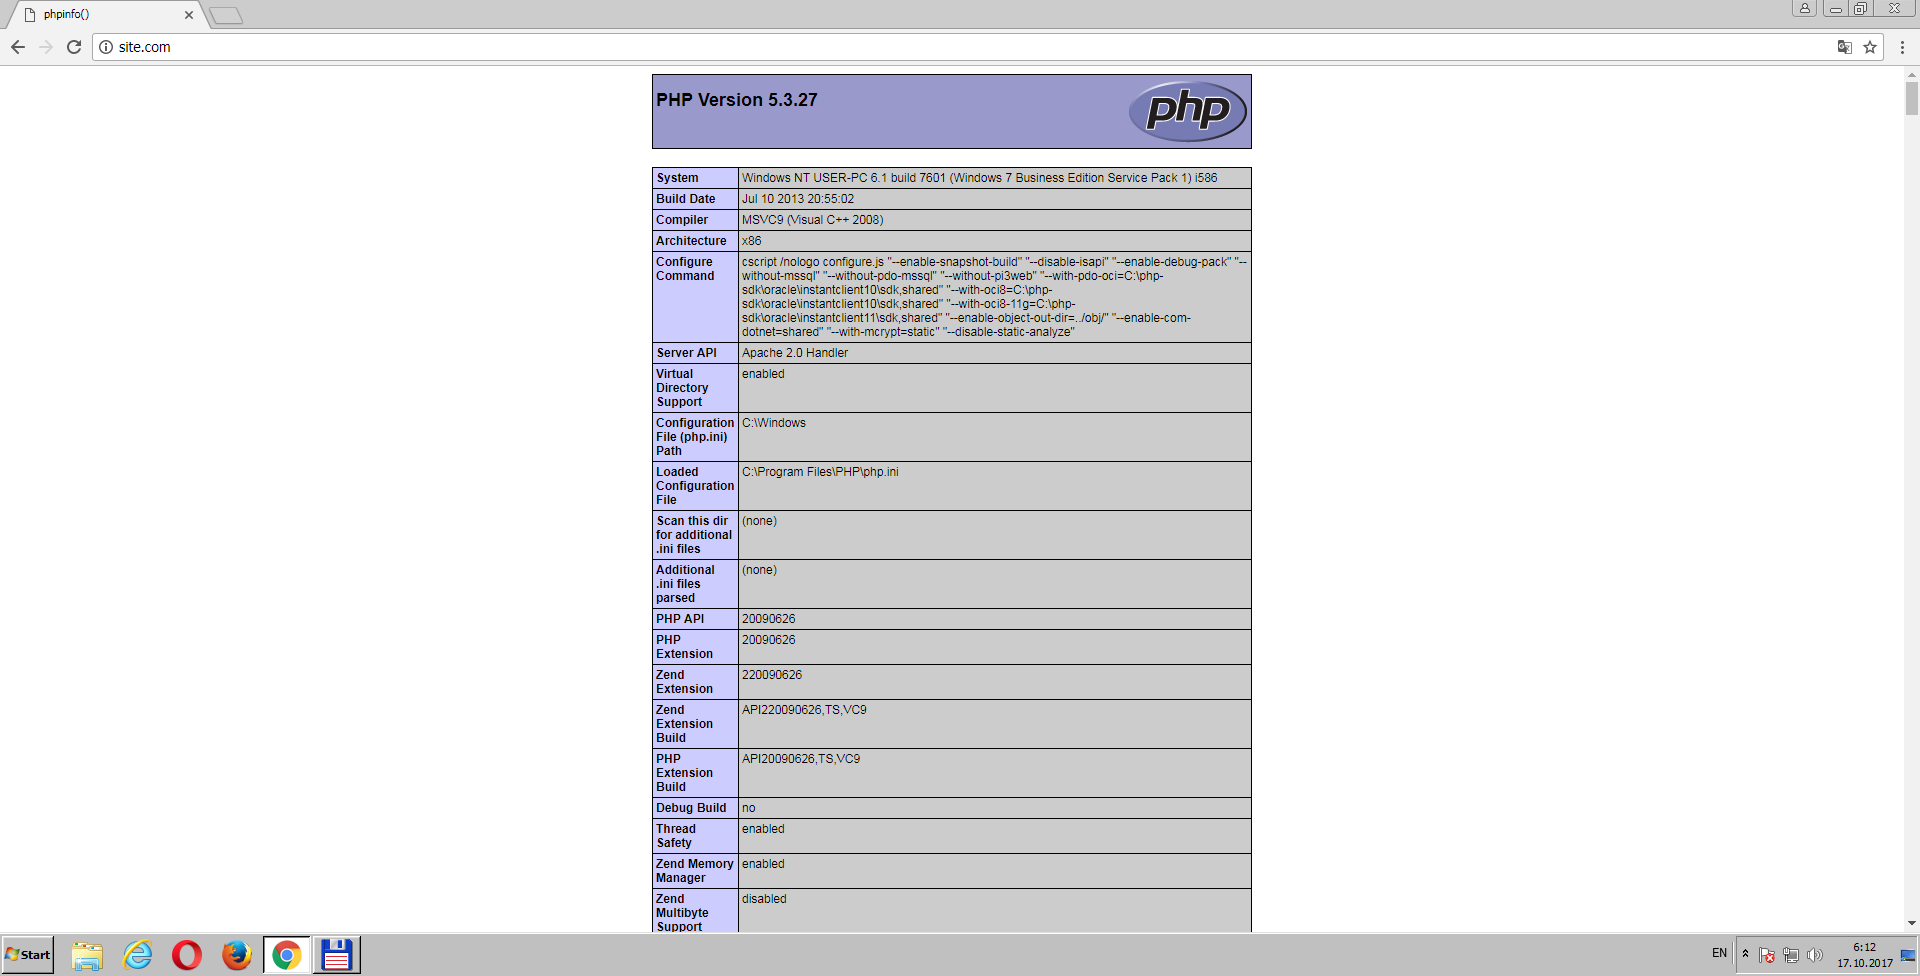 phpinfo()
site.com
PHP Version 5.3.27
php
System Windows NT USER-PC 6.1 build 7601 (Windows 7 Business Edition Service Pack 1) i586
Build Date Jul 10 2013 20:55:02
Compiler MSVC9 (Visual C++ 2008)
Architecture x86
Configure cscript /nologo configure.js "--enable-snapshot-build" "--disable-isapi" "--enable-debug-pack" "--
Command without-mssql" "--without-pdo-mssql" "--without-pi3web" "--with-pdo-oci=C:\php-
sdk\oracle\instantclient10\sdk,shared" "--with-oci8=C:\php-
sdk\oracle\instantclient10\sdk,shared" "--with-oci8-11g=C:\php-
sdk\oracle\instantclient11\sdk,shared" "--enable-object-out-dir=../obj/" "--enable-com-
dotnet=shared" "--with-mcrypt=static" "--disable-static-analyze"
Server API Apache 2.0 Handler
Virtual enabled
Directory
Support
Configuration C:\Windows
File (php.ini)
Path
Loaded C:\Program Files\PHP\php.ini
Configuration
File
Scan this dir (none)
for additional
.ini files
Additional (none)
.ini files
parsed
PHP API 20090626
PHP 20090626
Extension
Zend 220090626
Extension
Zend API220090626,TS,VC9
Extension
Build
PHP API20090626,TS,VC9
Extension
Build
Debug Build no
Thread enabled
Safety
Zend Memory enabled
Manager
Zend disabled
Multibyte
Support
Start
EN
6:12
17.10.2017